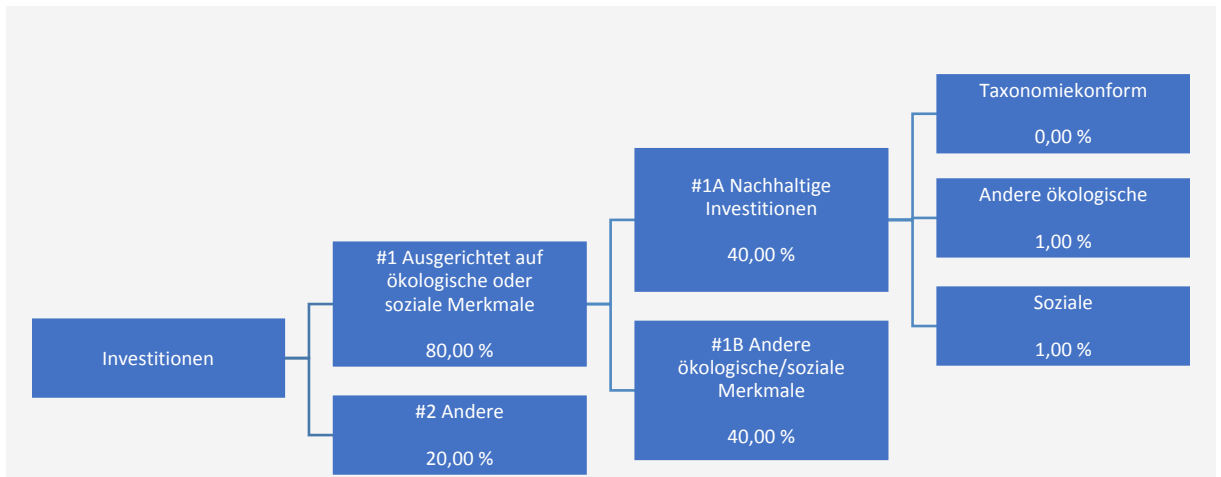 Investitionen
#1 Ausgerichtet auf
ökologische oder
soziale Merkmale
80,00 %
#2 Andere
20,00 %
#1A Nachhaltige
Investitionen
40,00 %
#1B Andere
ökologische/soziale
Merkmale
40,00 %
Taxonomiekonform
0,00 %
Andere ökologische
1,00 %
Soziale
1,00 %